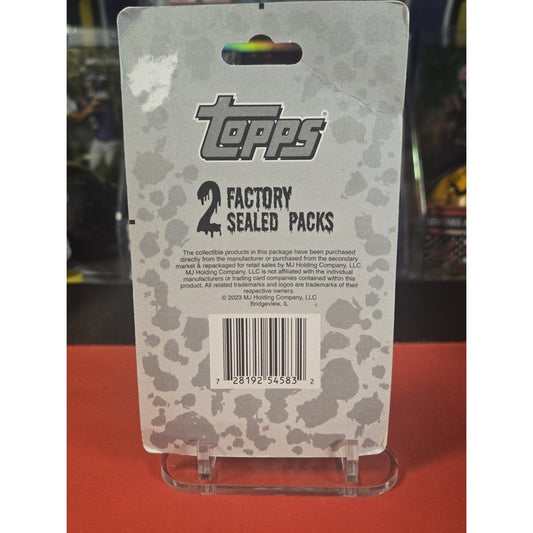 Topps
2 FACTORY
SEALED PACKS
The collectible products in this package have been purchased
directly from the manufacturer or purchased from the secondary
market & repackaged for retail sales by MJ Holding Company, LLC.
MJ Holding Company, LLC is not affiliated with the individual
manufacturers or trading card companies contained within this
product. All related trademarks and logos are trademarks of their
respective owners.
© 2023 MJ Holding Company, LLC
Bridgeview, IL
7 28192 54583 2